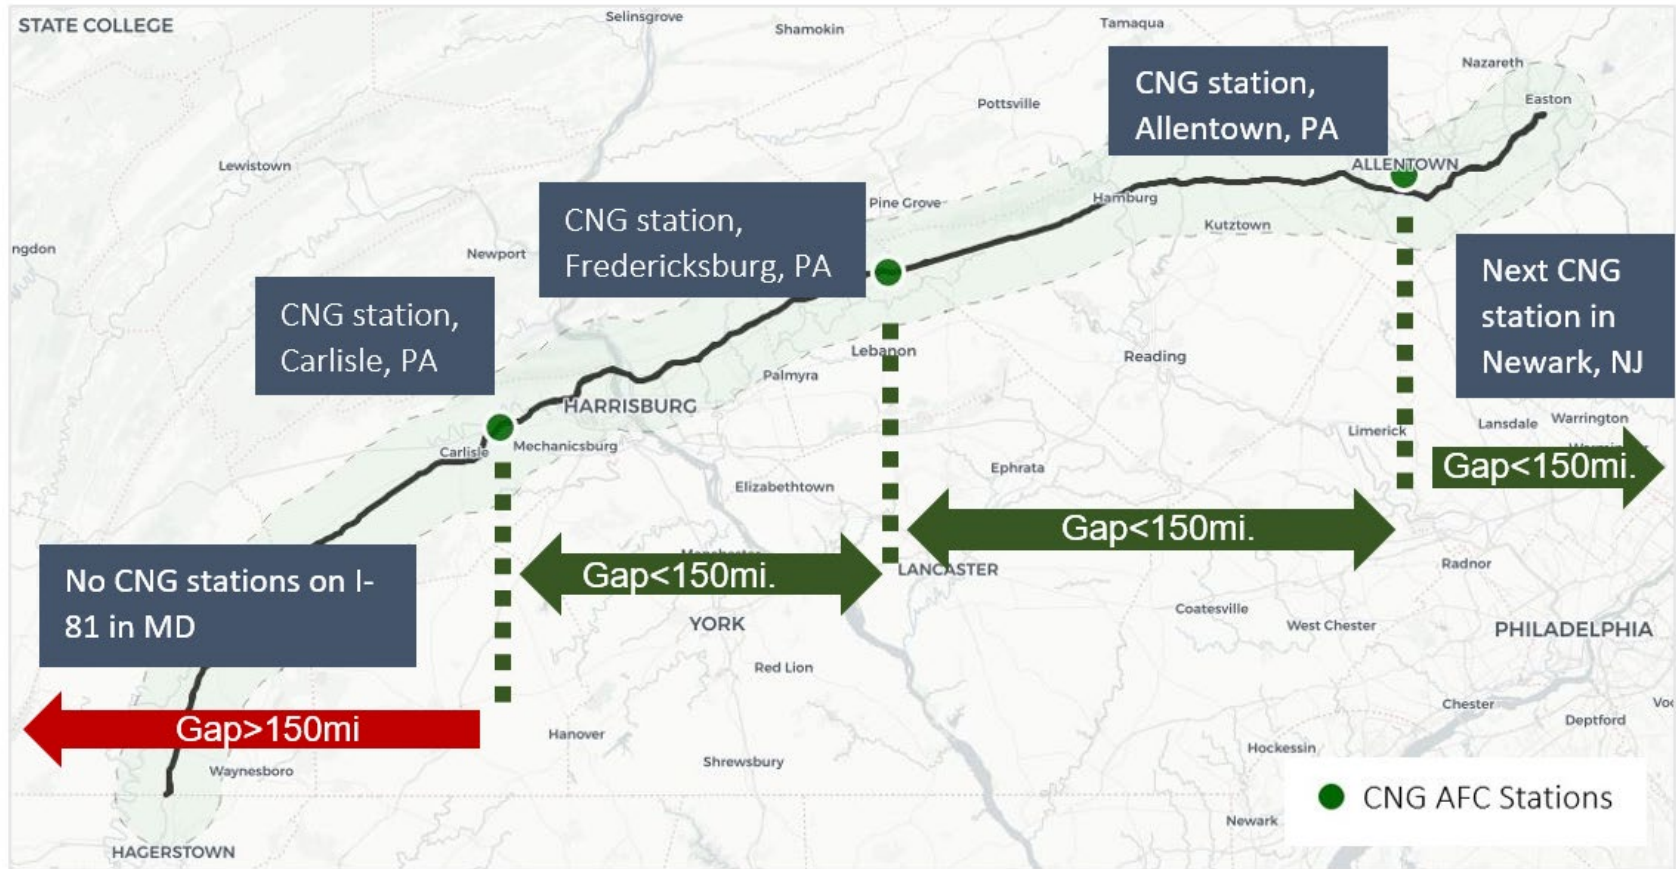 STATE COLLEGE
Selinsgrove
Shamokin
Tamaqua
Nazareth
Easton
CNG station,
Allentown, PA
Pottsville
ALLENTOWN
Lewistown
CNG station,
Fredericksburg, PA
Pine Grove
Hamburg
Kutztown
ngdon
Newport
Next CNG
station in
Newark, NJ
CNG station,
Carlisle, PA
Lebanon
Reading
Palmyra
HARRISBURG
Carlisle
Mechanicsburg
Limerick
Lansdale
Warrington
Gap<150mi.
Ephrata
Elizabethtown
Gap<150mi.
No CNG stations on I-
81 in MD
Gap<150mi.
LANCASTER
Radnor
YORK
Coatesville
West Chester
PHILADELPHIA
Red Lion
Gap>150mi
Hanover
Chester
Deptford
Hockessin
Waynesboro
Shrewsbury
CNG AFC Stations
Newark
HAGERSTOWN